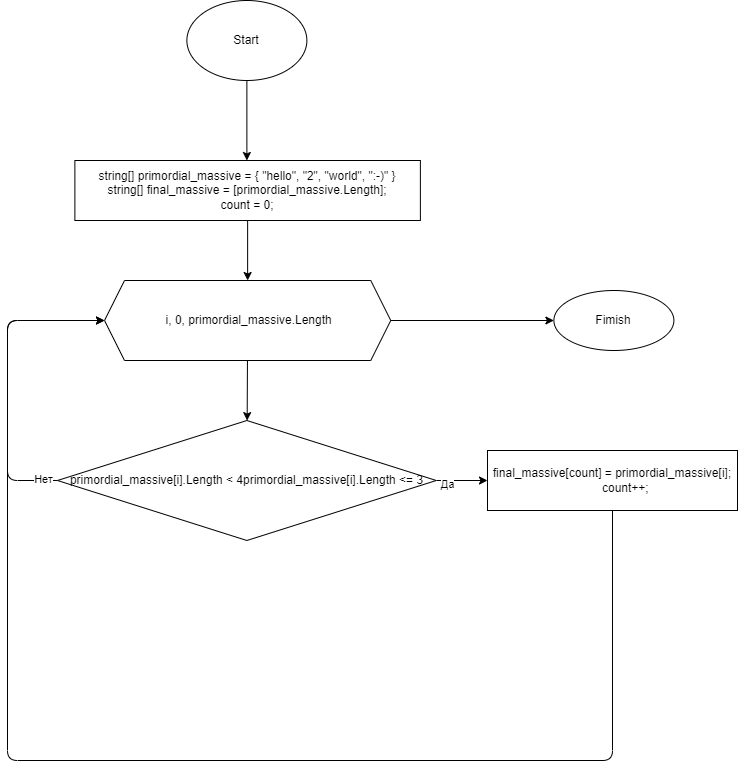 Start
string[] primordial_massive = { "hello", "2", "world", ":-)" }
string[] final_massive = [primordial_massive.Length];
count = 0;
i, 0, primordial_massive.Length
Fimish
Нет
primordial_massive[i].Length < 4primordial_massive[i].Length <= 3
Да
final_massive[count] = primordial_massive[i];
count++;